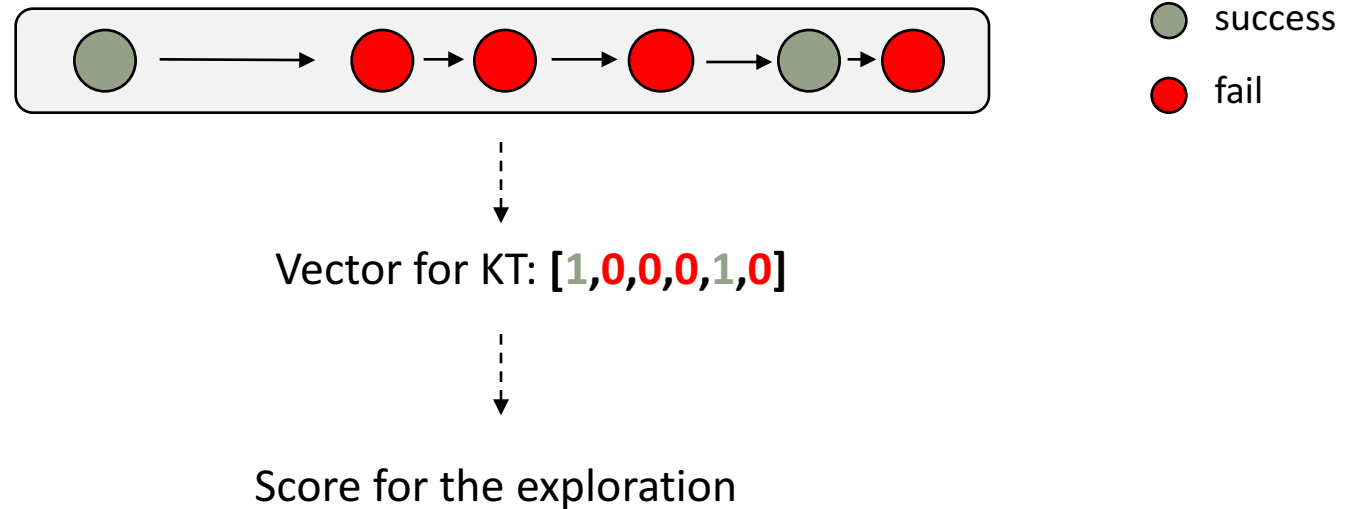 success
fail
Vector for KT: [1,0,0,0,1,0]
Score for the exploration